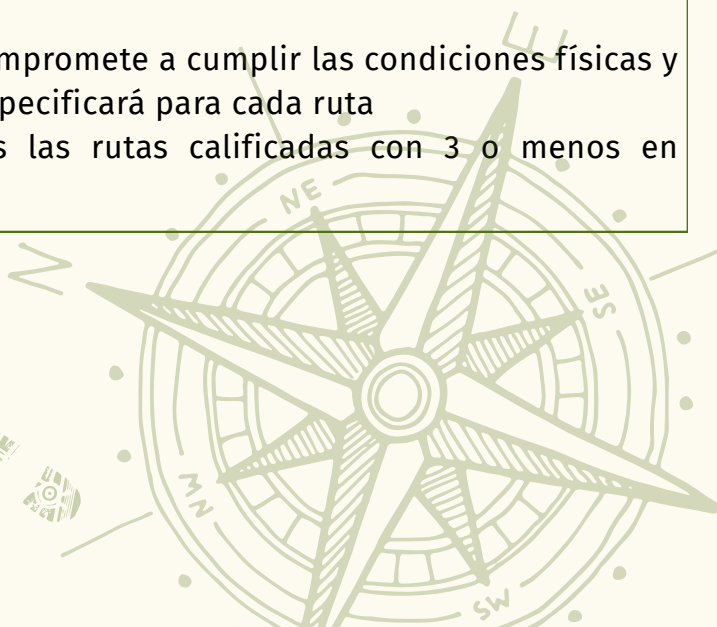 mpromete a cumplir las condiciones físicas y
pecificará para cada ruta
s las rutas calificadas con 3 o menos en
E
NE
N
SE
NW
SW